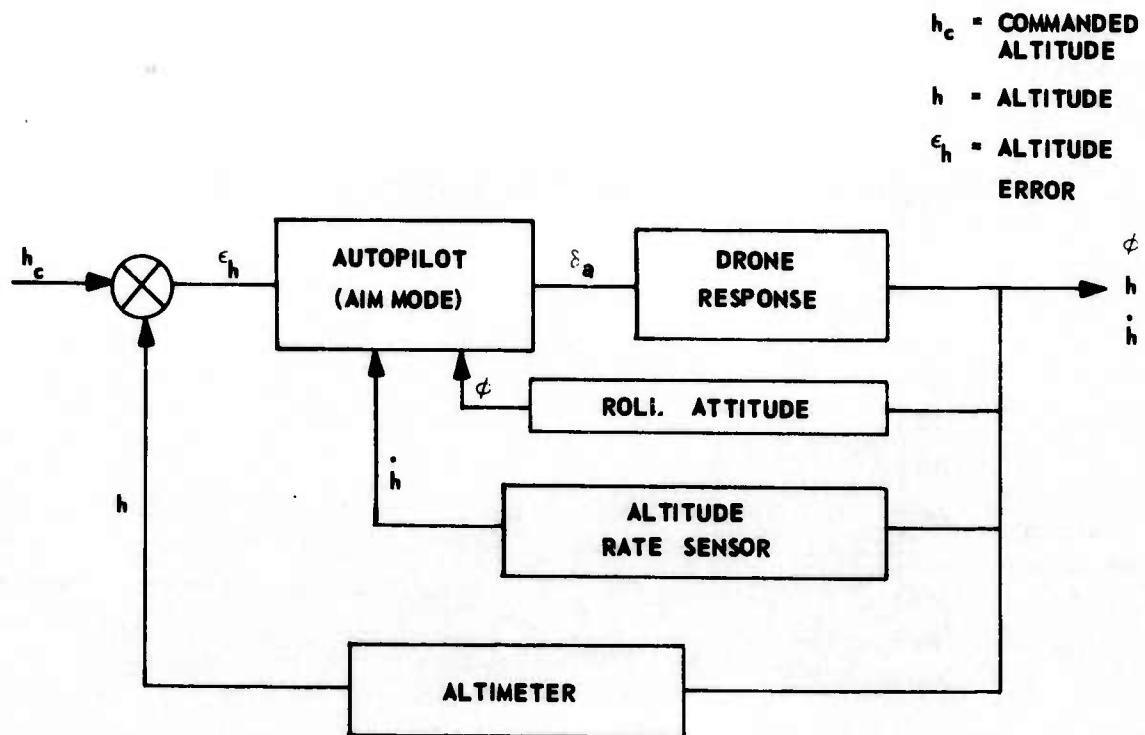 h_c = COMMANDED
ALTITUDE
h = ALTITUDE
ϵ_h = ALTITUDE
ERROR
h_c
ϵ_h
AUTOPILOT
(AIM MODE)
δ_a
DRONE
RESPONSE
ϕ
h
ḣ
ϕ
ROLI. ATTITUDE
ḣ
h
ALTITUDE
RATE SENSOR
ALTIMETER